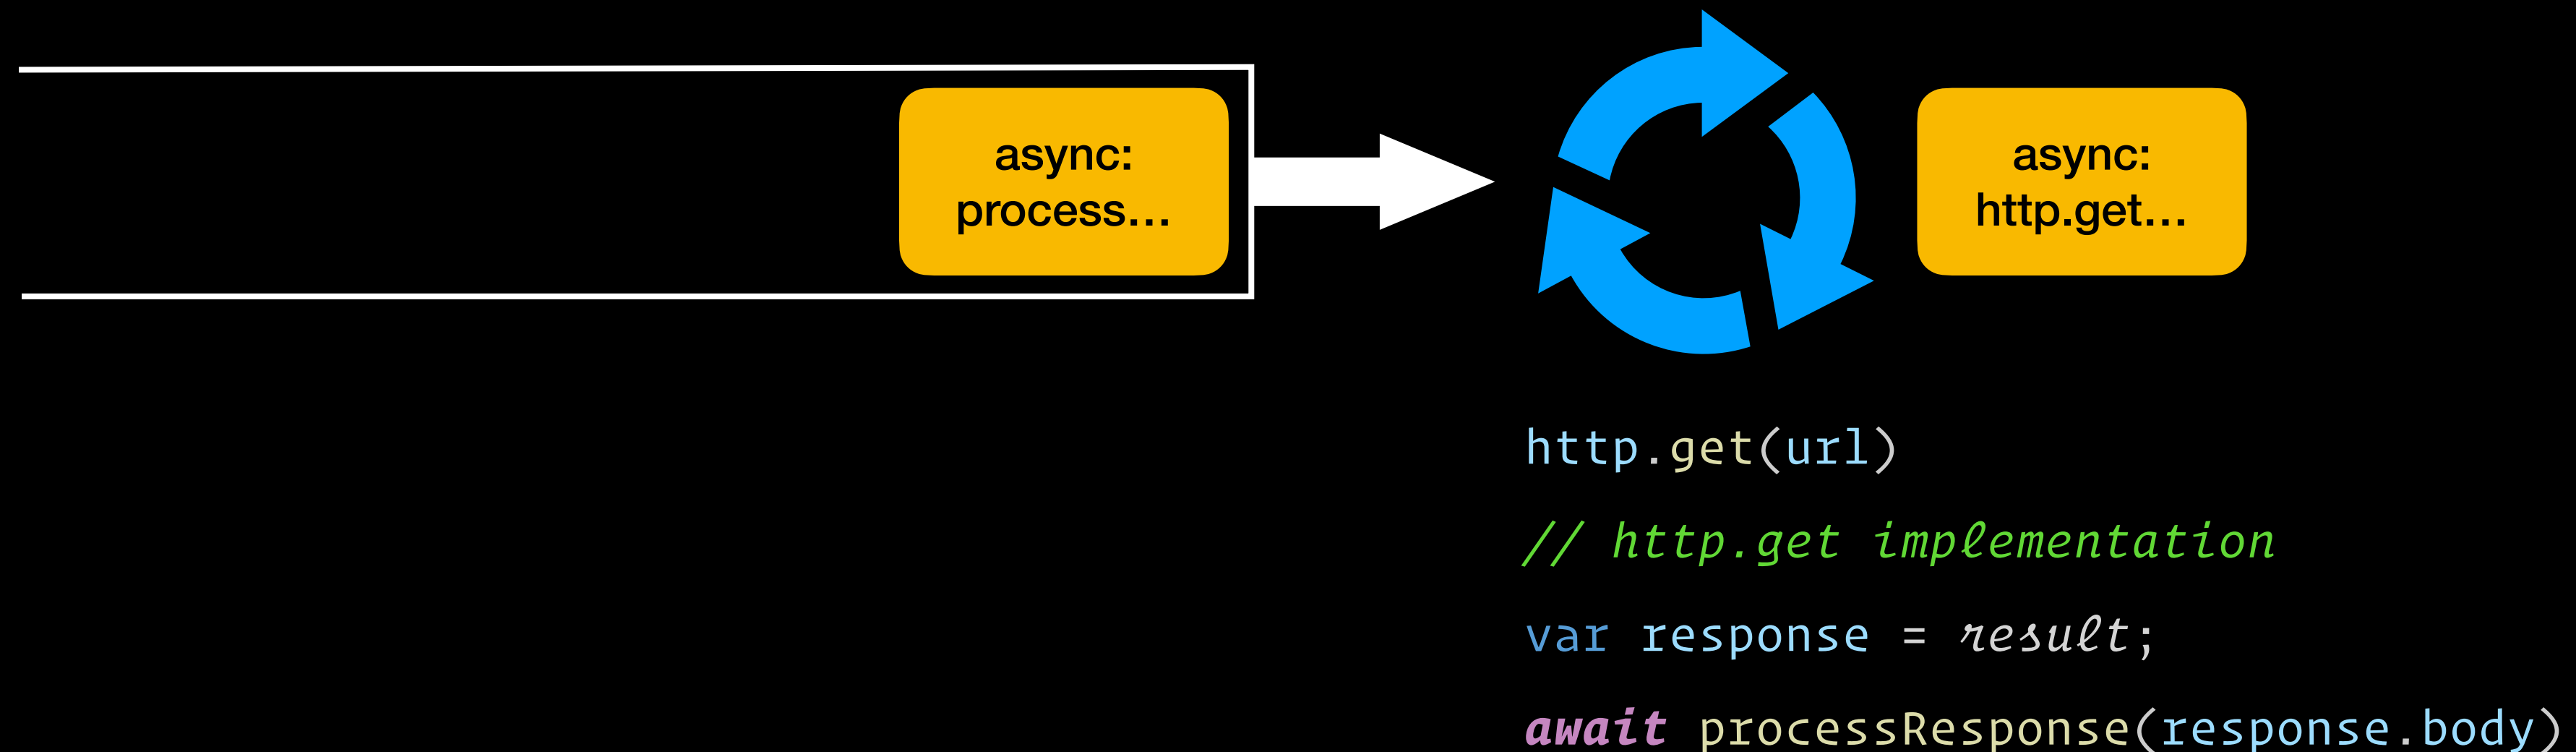 async:
process…
async:
http.get…
http.get(url)
// http.get implementation
var response = result;
await processResponse(response.body)